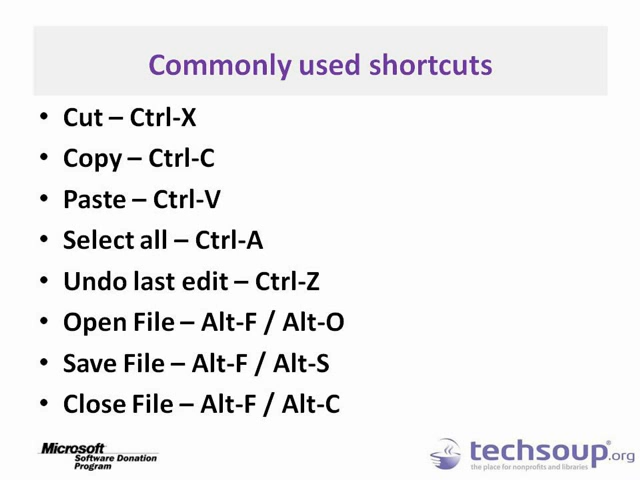 Commonly used shortcuts
• Cut – Ctrl-X
• Copy – Ctrl-C
• Paste – Ctrl-V
• Select all – Ctrl-A
• Undo last edit – Ctrl-Z
• Open File – Alt-F / Alt-O
• Save File – Alt-F / Alt-S
• Close File – Alt-F / Alt-C
Microsoft
Software Donation
Program
techsoup®.org
the place for nonprofits and libraries